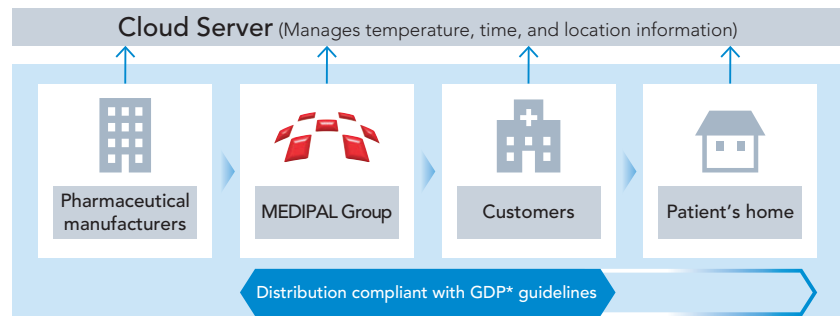 Cloud Server (Manages temperature, time, and location information)
Pharmaceutical
manufacturers
MEDIPAL Group
Customers
Patient's home
Distribution compliant with GDP* guidelines